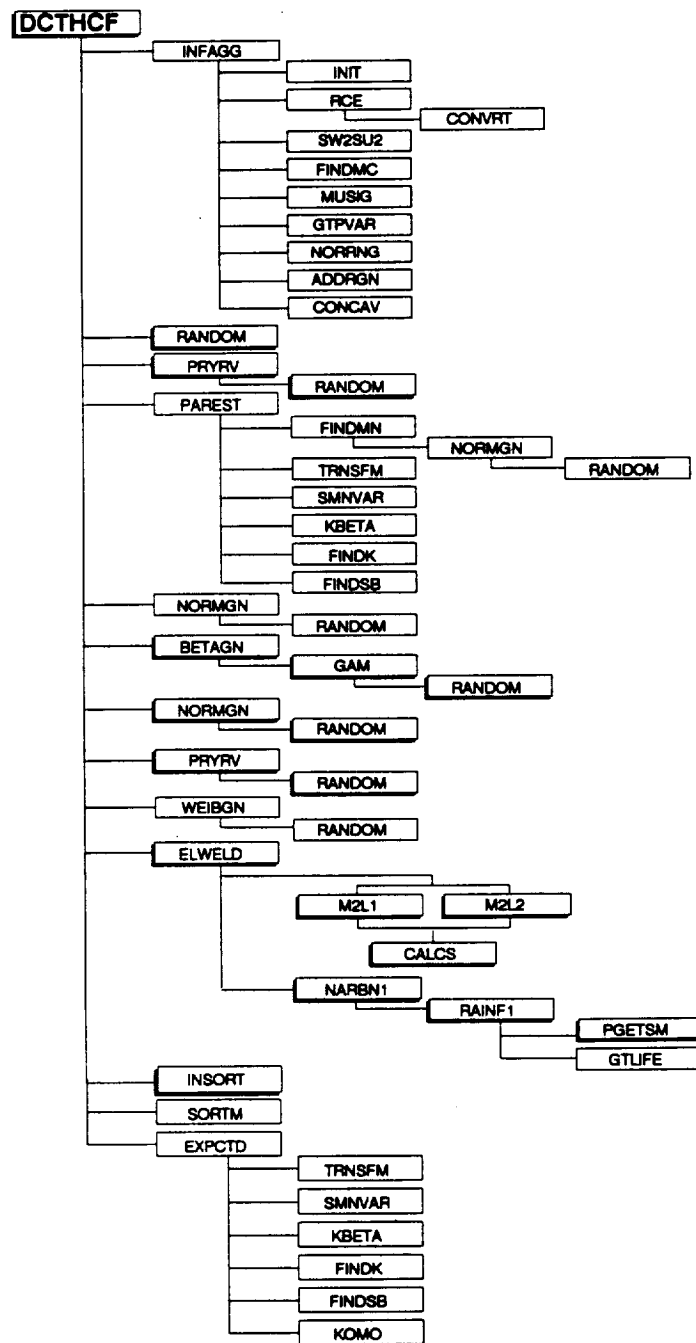 DCTHCF
INFAGG
INIT
RCE
CONVRT
SW2SU2
FINDMC
MUSIG
GTPVAR
NORRNG
ADDRGN
CONCAV
RANDOM
PRYRV
RANDOM
PAREST
FINDMN
NORMGN
RANDOM
TRNSFM
SMNVAR
KBETA
FINDK
FINDSB
NORMGN
RANDOM
BETAGN
GAM
RANDOM
NORMGN
RANDOM
PRYRV
RANDOM
WEIBGN
RANDOM
ELWELD
M2L1 M2L2
CALCS
NARBN1
RAINF1
PGETSM
GTLIFE
INSORT
SORTM
EXPCTD
TRNSFM
SMNVAR
KBETA
FINDK
FINDSB
KOMO